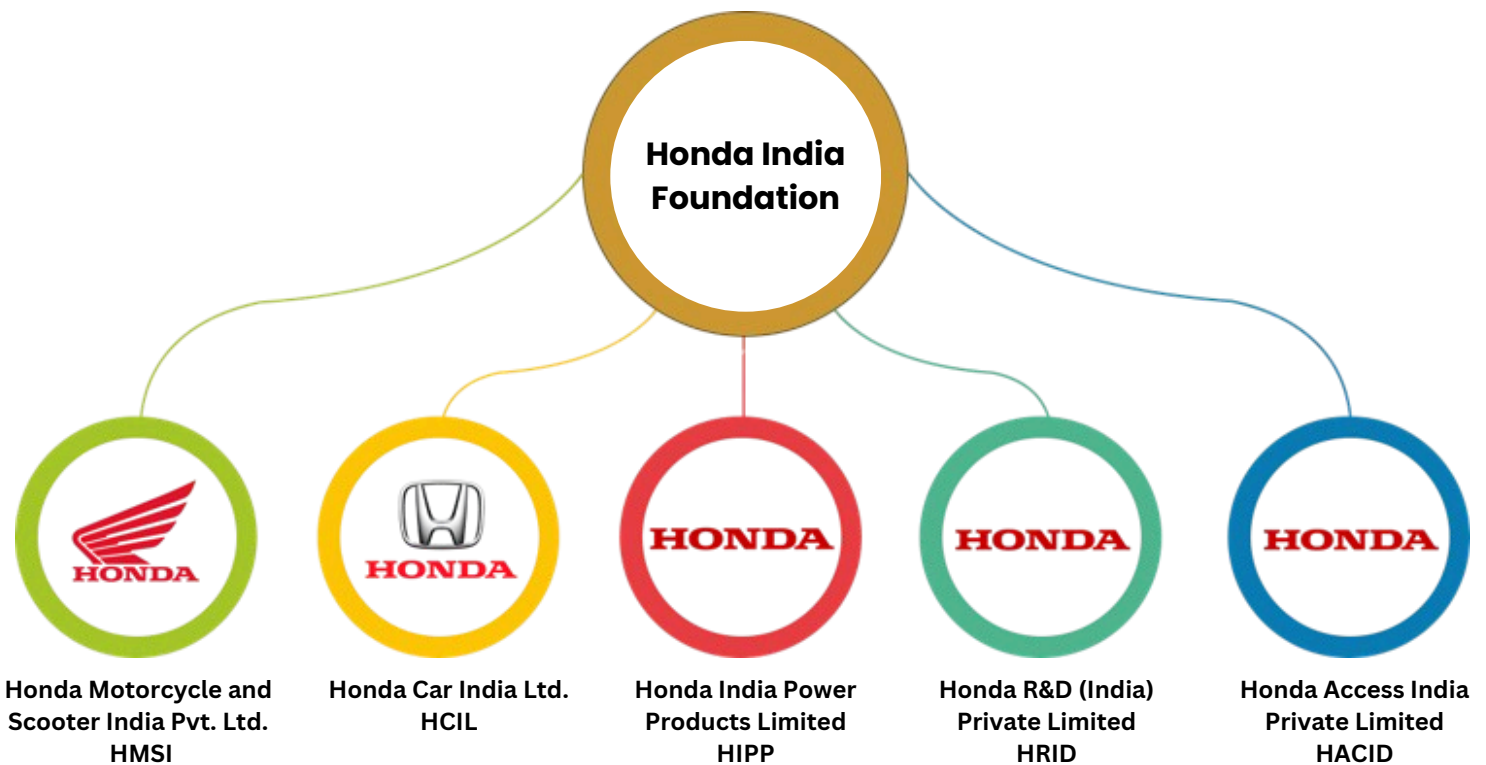 Honda India
Foundation
HONDA
HONDA
HONDA
HONDA
HONDA
Honda Motorcycle and
Scooter India Pvt. Ltd.
HMSI
Honda Car India Ltd.
HCIL
Honda India Power
Products Limited
HIPP
Honda R&D (India)
Private Limited
HRID
Honda Access India
Private Limited
HACID